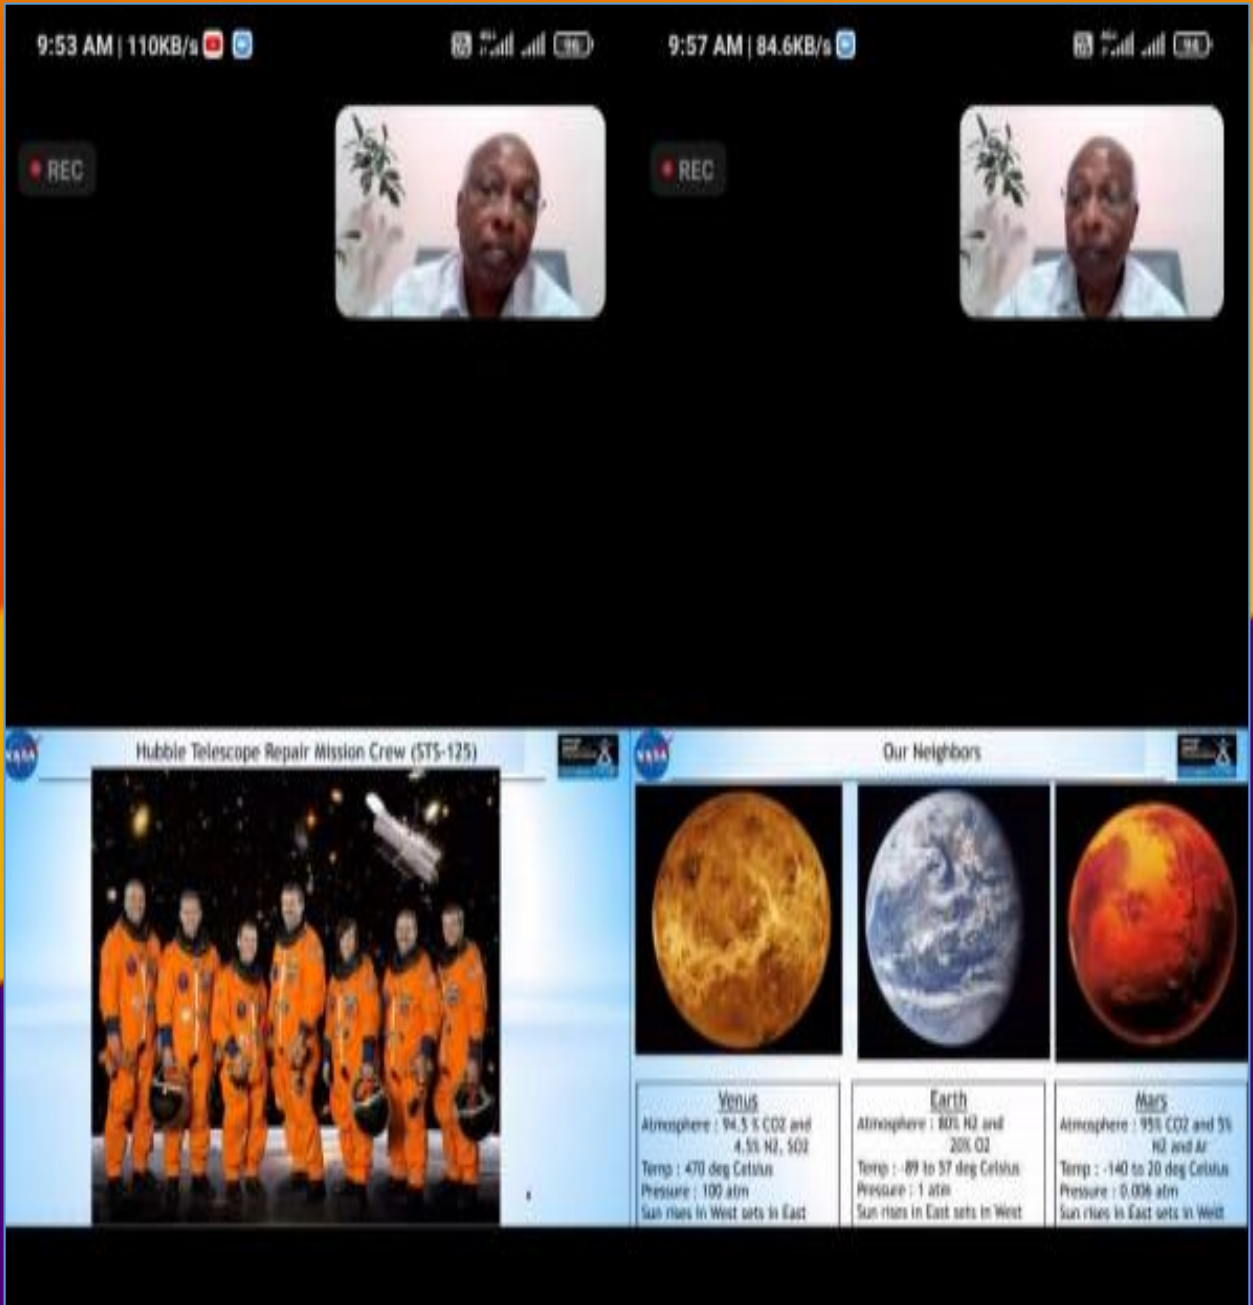 9:53 AM | 110KB/s
96
REC
NASA
Hubble Telescope Repair Mission Crew (STS-125)
9:57 AM | 84.6KB/s
94
REC
NASA
Our Neighbors
Venus
Atmosphere : 94.5 % CO2 and
4.5% N2, SO2
Temp : 470 deg Celsius
Pressure : 100 atm
Sun rises in West sets in East
Earth
Atmosphere : 80% N2 and
20% O2
Temp : -89 to 57 deg Celsius
Pressure : 1 atm
Sun rises in East sets in West
Mars
Atmosphere : 95% CO2 and 5%
N2 and Ar
Temp : -140 to 20 deg Celsius
Pressure : 0.006 atm
Sun rises in East sets in West